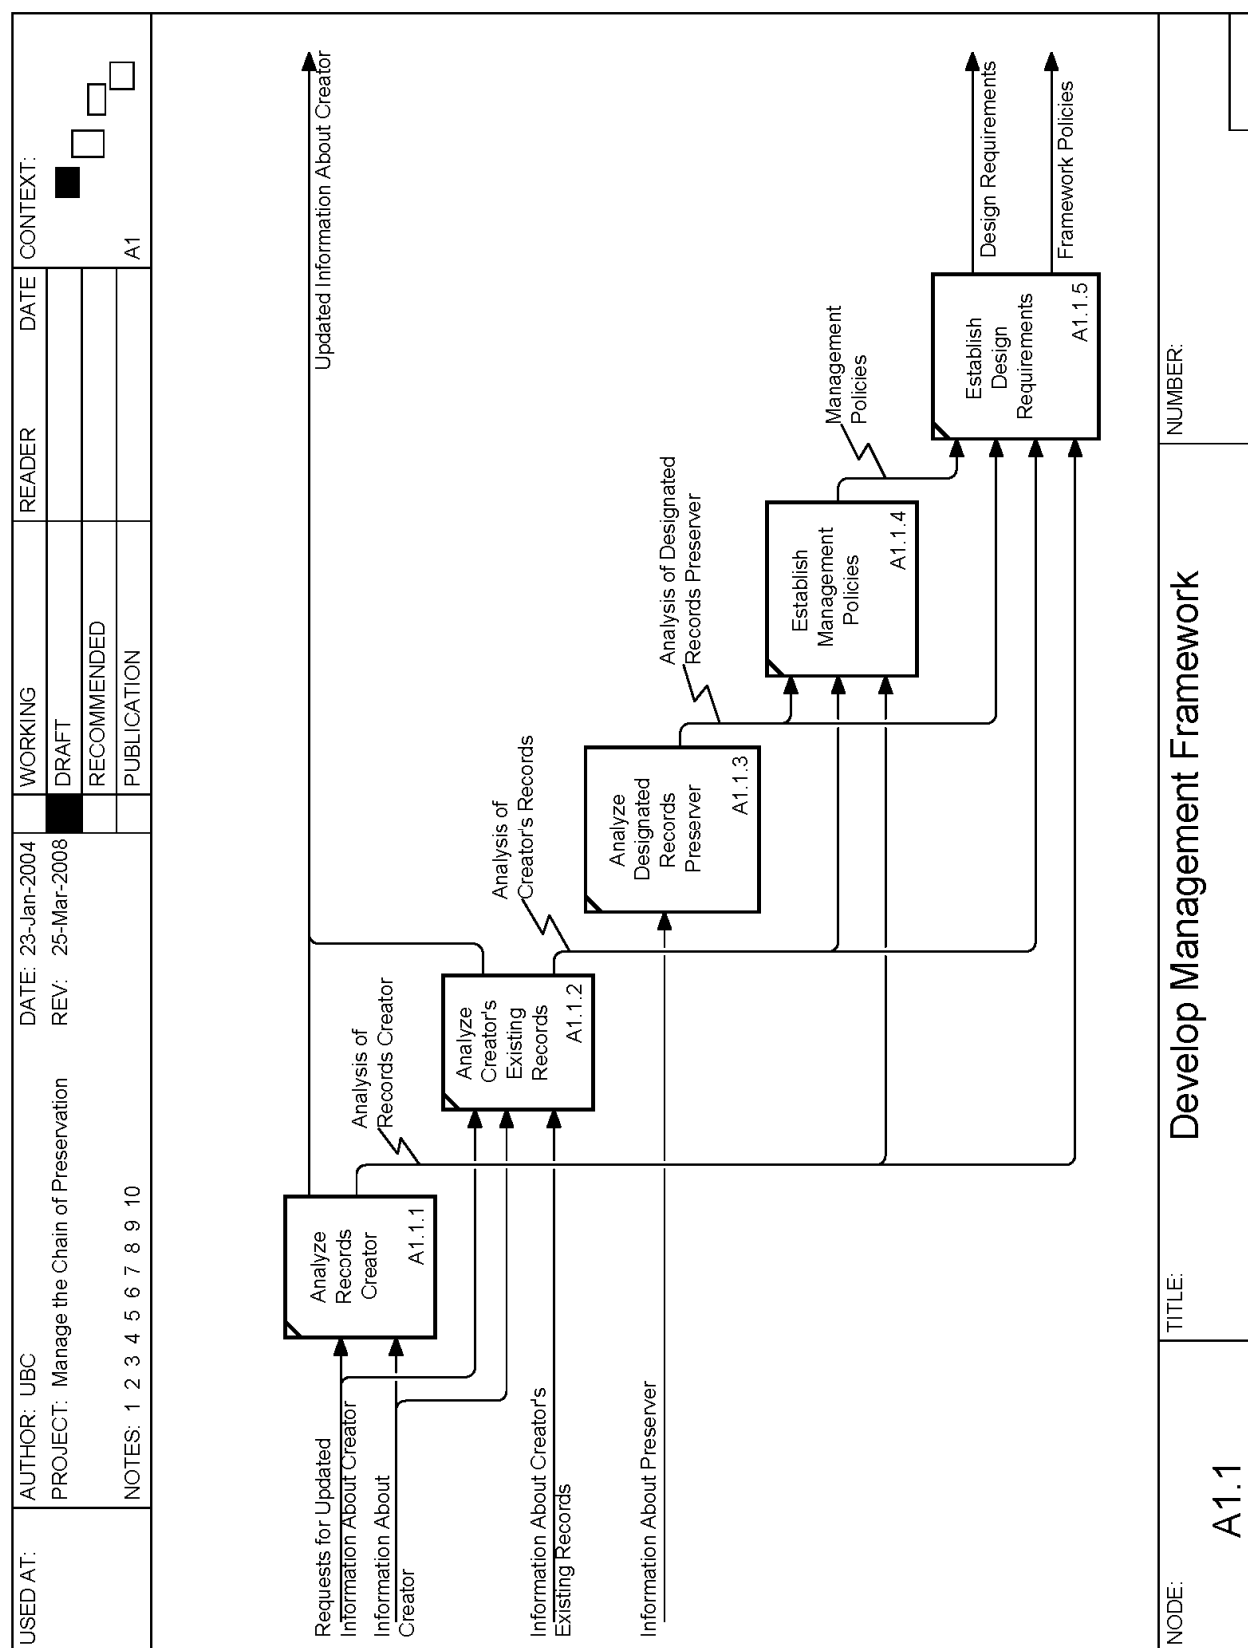 USED AT:
AUTHOR: UBC
DATE: 23-Jan-2004
WORKING
READER
DATE
CONTEXT:
PROJECT: Manage the Chain of Preservation
REV: 25-Mar-2008
DRAFT
RECOMMENDED
NOTES: 1 2 3 4 5 6 7 8 9 10
PUBLICATION
A1
Updated Information About Creator
Requests for Updated
Information About Creator
Information About
Creator
Analyze
Records
Creator
A1.1.1
Analysis of
Records Creator
Information About Creator's
Existing Records
Analyze
Creator's
Existing
Records
A1.1.2
Analysis of
Creator's Records
Information About Preserver
Analyze
Designated
Records
Preserver
A1.1.3
Analysis of Designated
Records Preserver
Establish
Management
Policies
A1.1.4
Management
Policies
Establish
Design
Requirements
A1.1.5
Design Requirements
Framework Policies
NODE:
A1.1
TITLE:
Develop Management Framework
NUMBER: